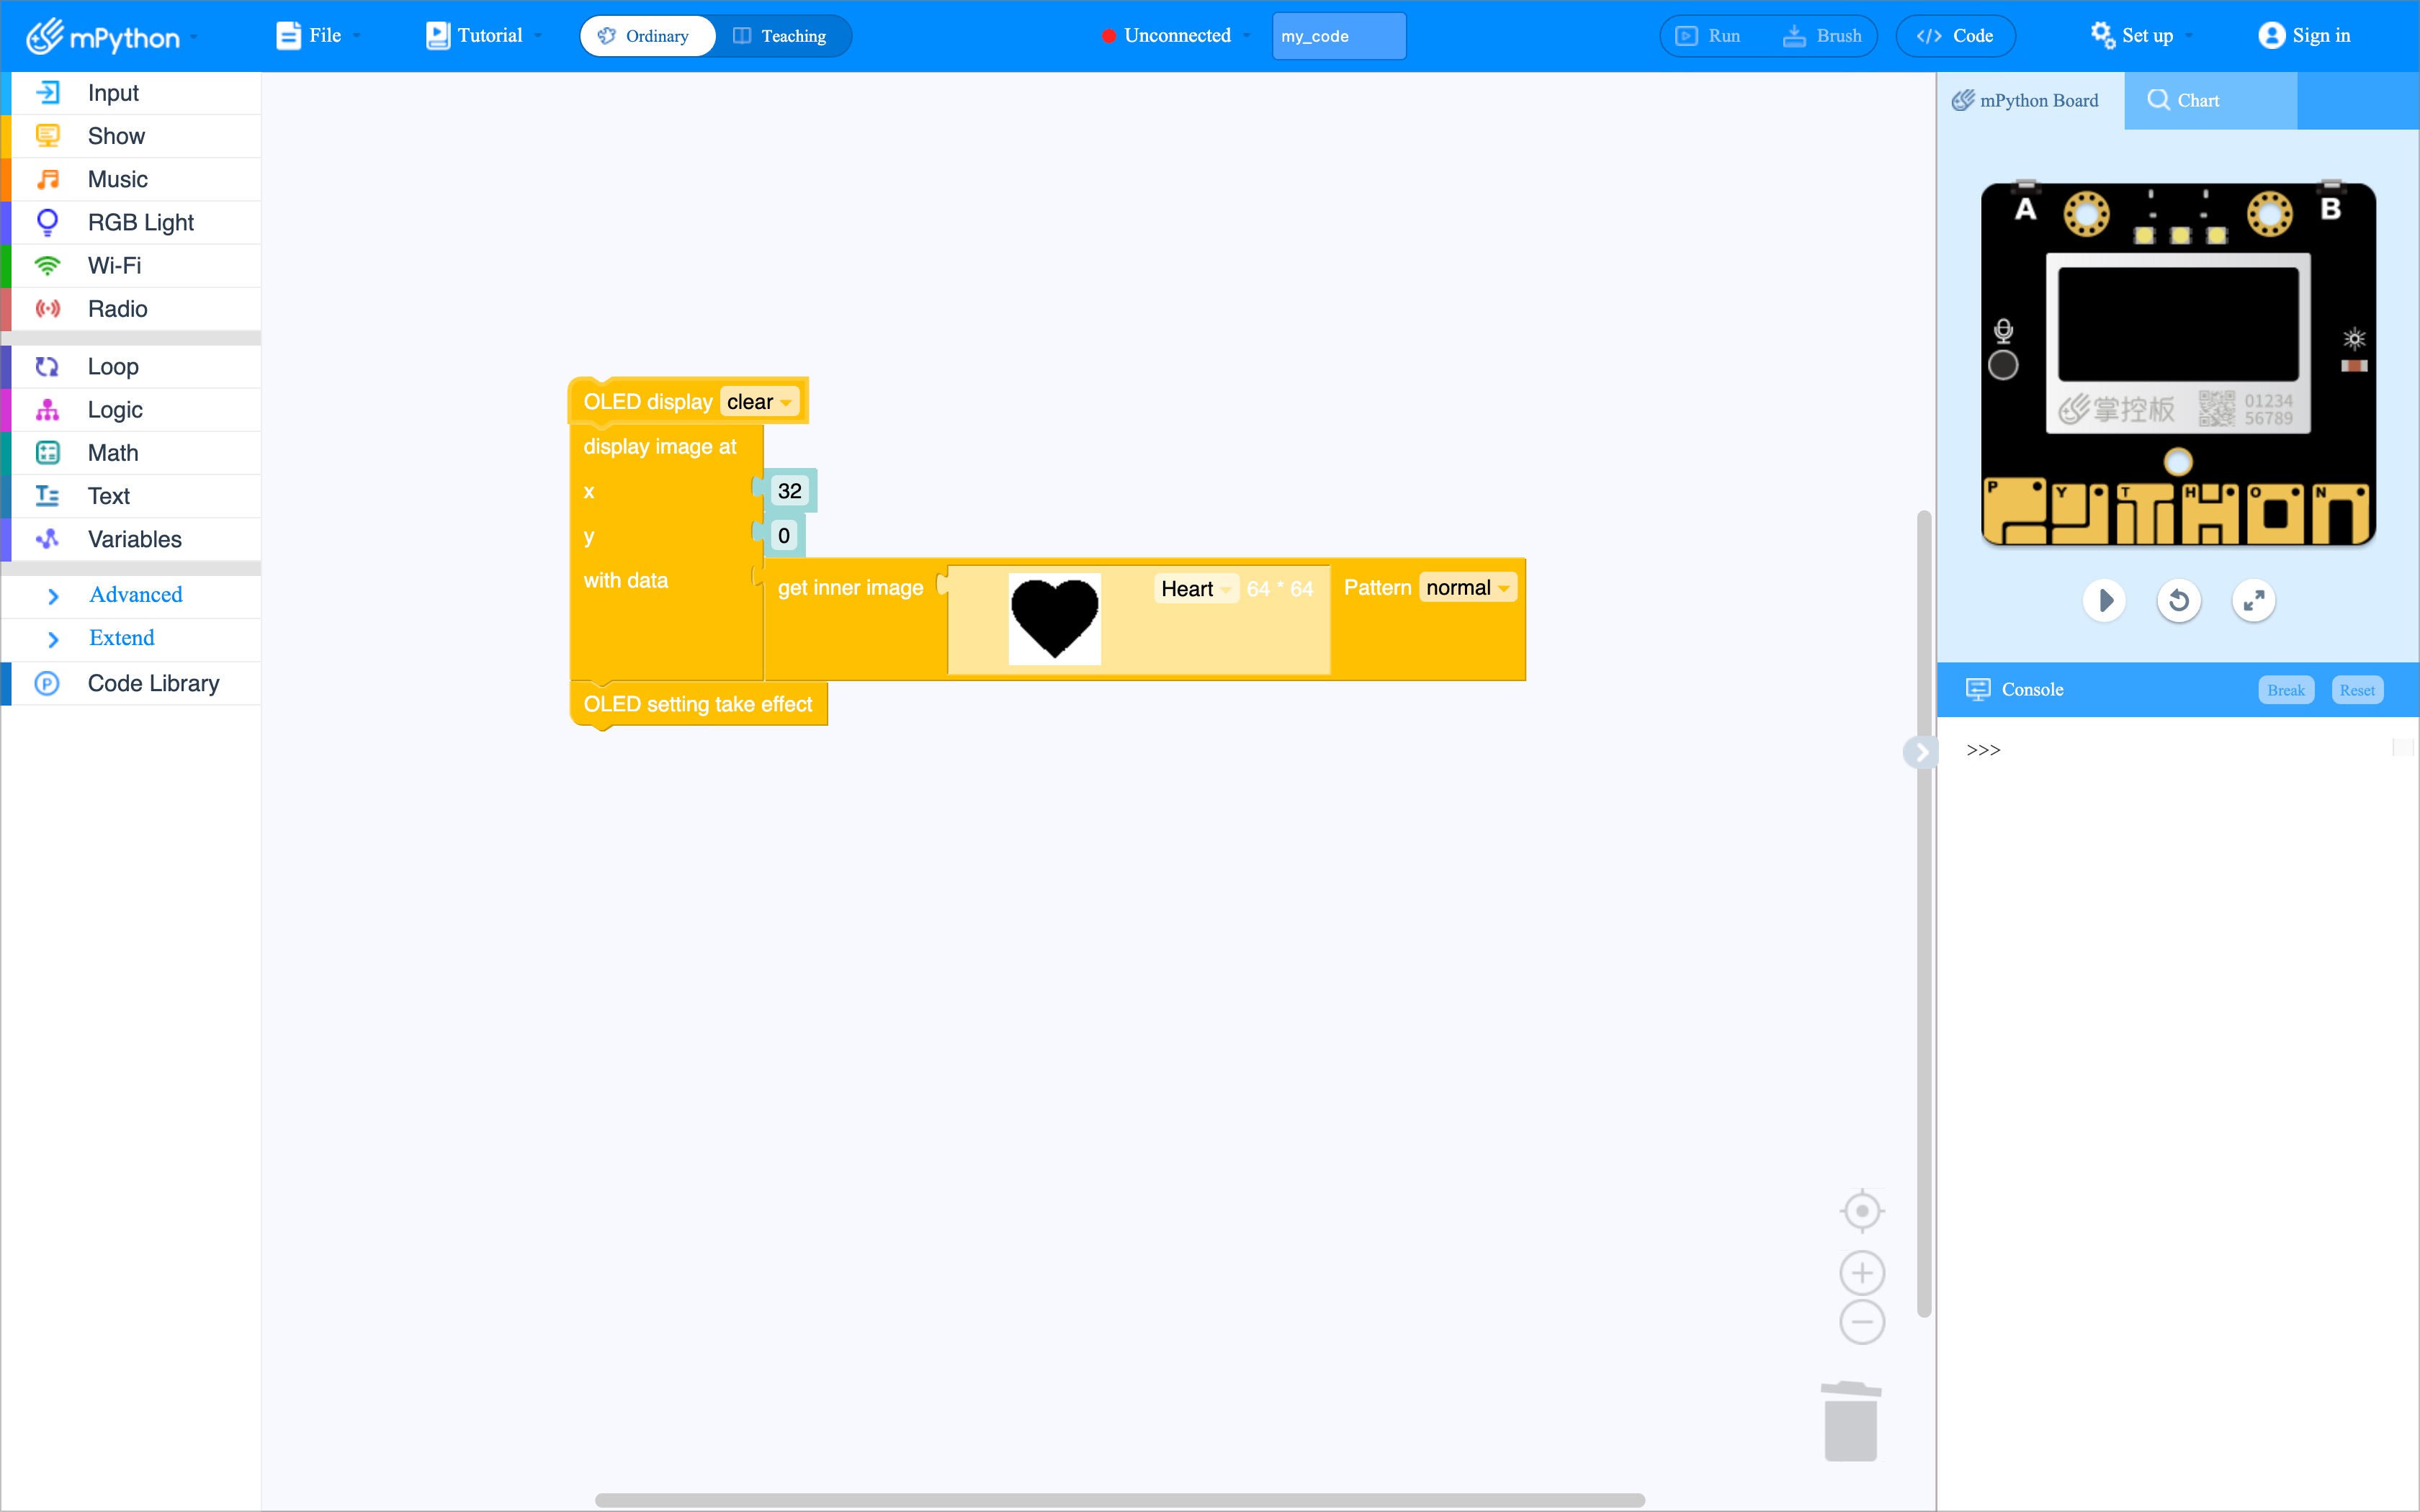 mPython
File
Tutorial
Ordinary
Teaching
Unconnected
my_code
Run
Brush
</> Code
Set up
Sign in
Input
Show
Music
RGB Light
Wi-Fi
Radio
Loop
Logic
Math
Text
Variables
Advanced
Extend
Code Library
OLED display clear
display image at
x 32
y 0
with data get inner image Heart 64 * 64 Pattern normal
OLED setting take effect
mPython Board
Chart
A B
掌控板 01234
56789
P Y T H O N
Console
Break
Reset
>>>